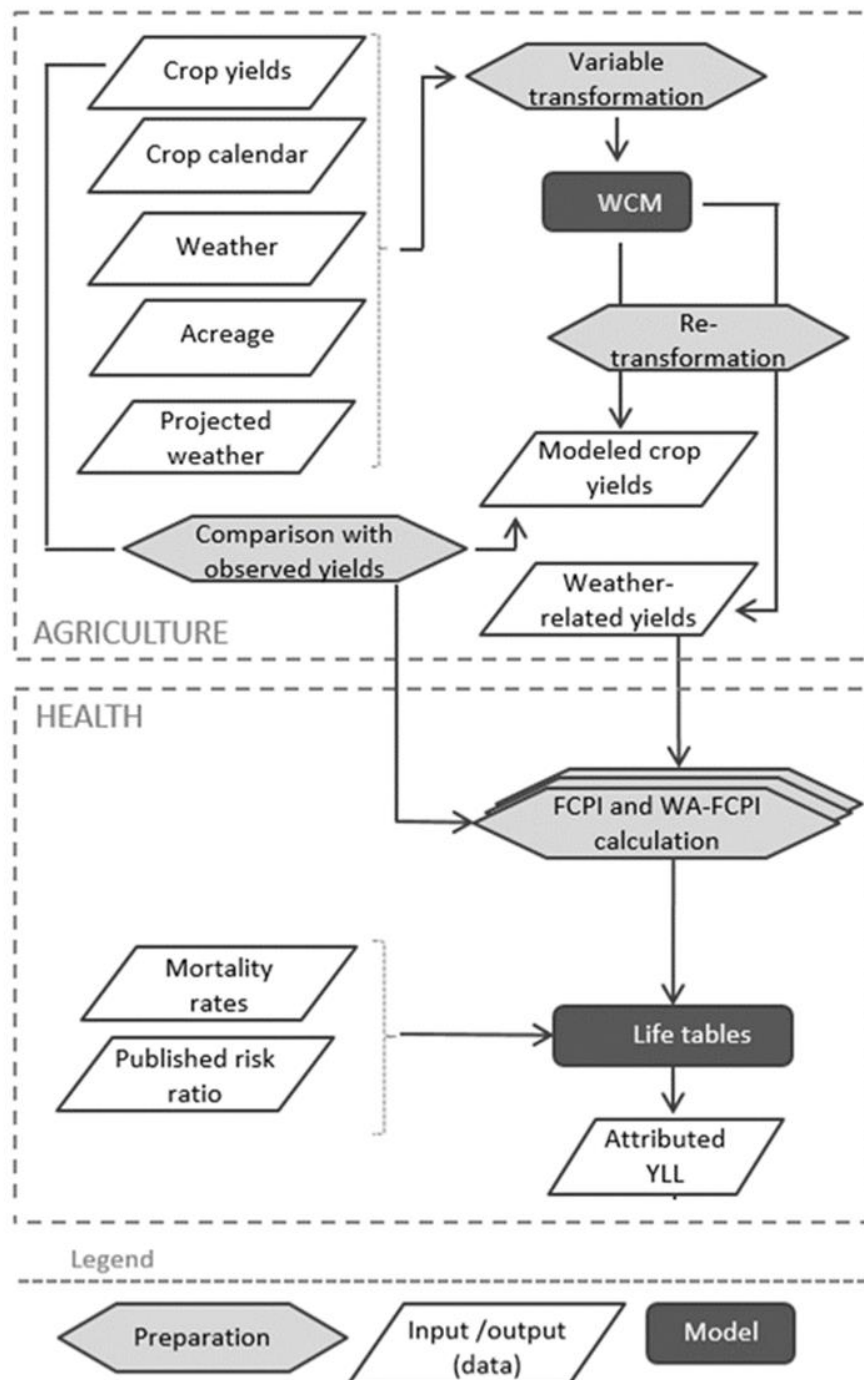 Crop yields
Crop calendar
Weather
Acreage
Projected
weather
Variable
transformation
WCM
Re-
transformation
Modeled crop
yields
Comparison with
observed yields
Weather-
related yields
AGRICULTURE
HEALTH
FCPI and WA-FCPI
calculation
Mortality
rates
Published risk
ratio
Life tables
Attributed
YLL
Legend
Preparation
Input /output
(data)
Model